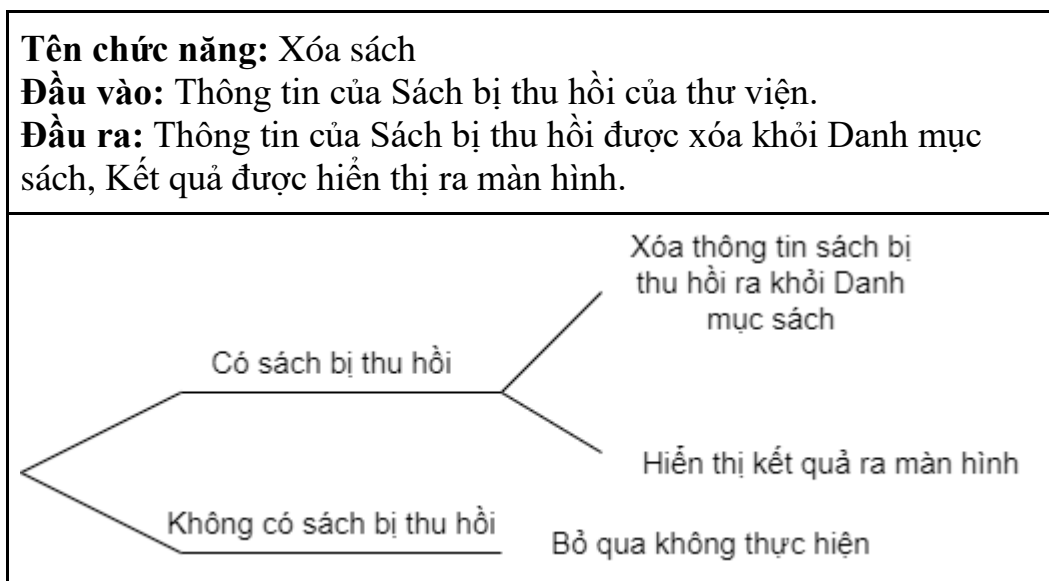 Tên chức năng: Xóa sách
Đầu vào: Thông tin của Sách bị thu hồi của thư viện.
Đầu ra: Thông tin của Sách bị thu hồi được xóa khỏi Danh mục
sách, Kết quả được hiển thị ra màn hình.
Xóa thông tin sách bị
thu hồi ra khỏi Danh
mục sách
Có sách bị thu hồi
Hiển thị kết quả ra màn hình
Không có sách bị thu hồi
Bỏ qua không thực hiện